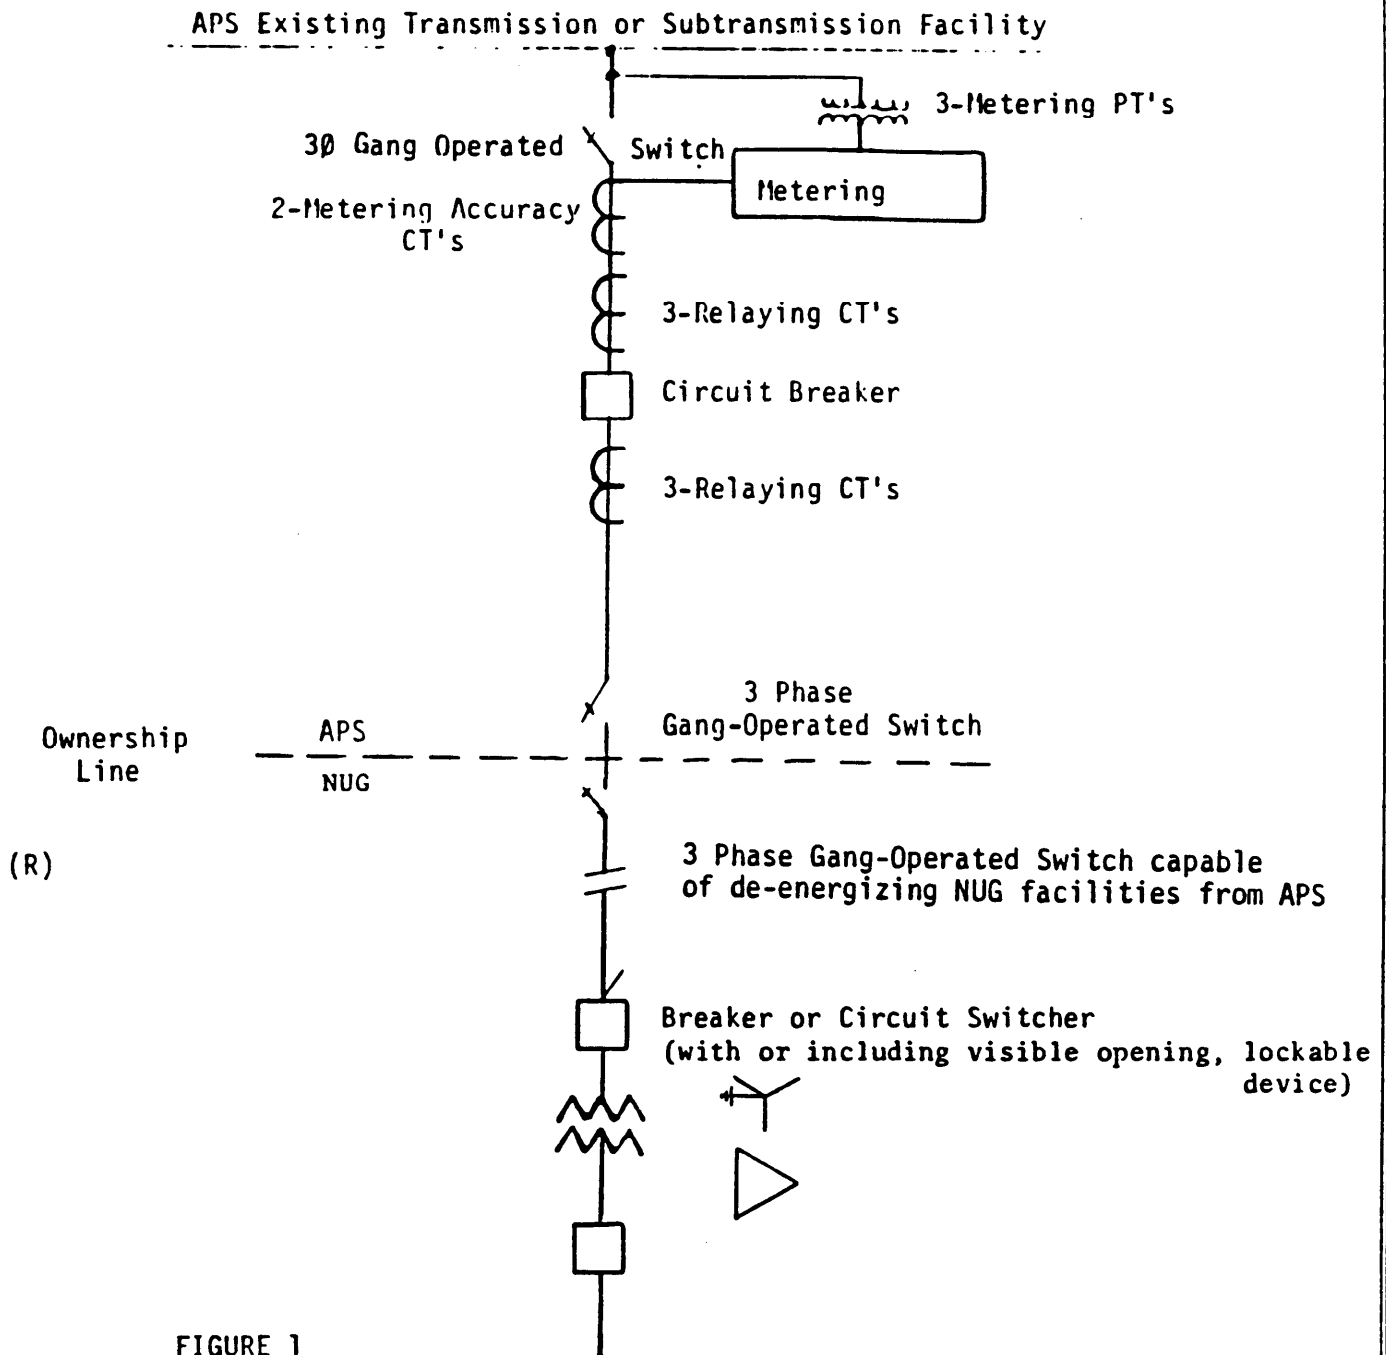 APS Existing Transmission or Subtransmission Facility
3-Metering PT's
3Ø Gang Operated Switch
Metering
2-Metering Accuracy
CT's
3-Relaying CT's
Circuit Breaker
3-Relaying CT's
3 Phase
Gang-Operated Switch
Ownership
Line
APS
NUG
(R)
3 Phase Gang-Operated Switch capable
of de-energizing NUG facilities from APS
Breaker or Circuit Switcher
(with or including visible opening, lockable
device)
FIGURE 1